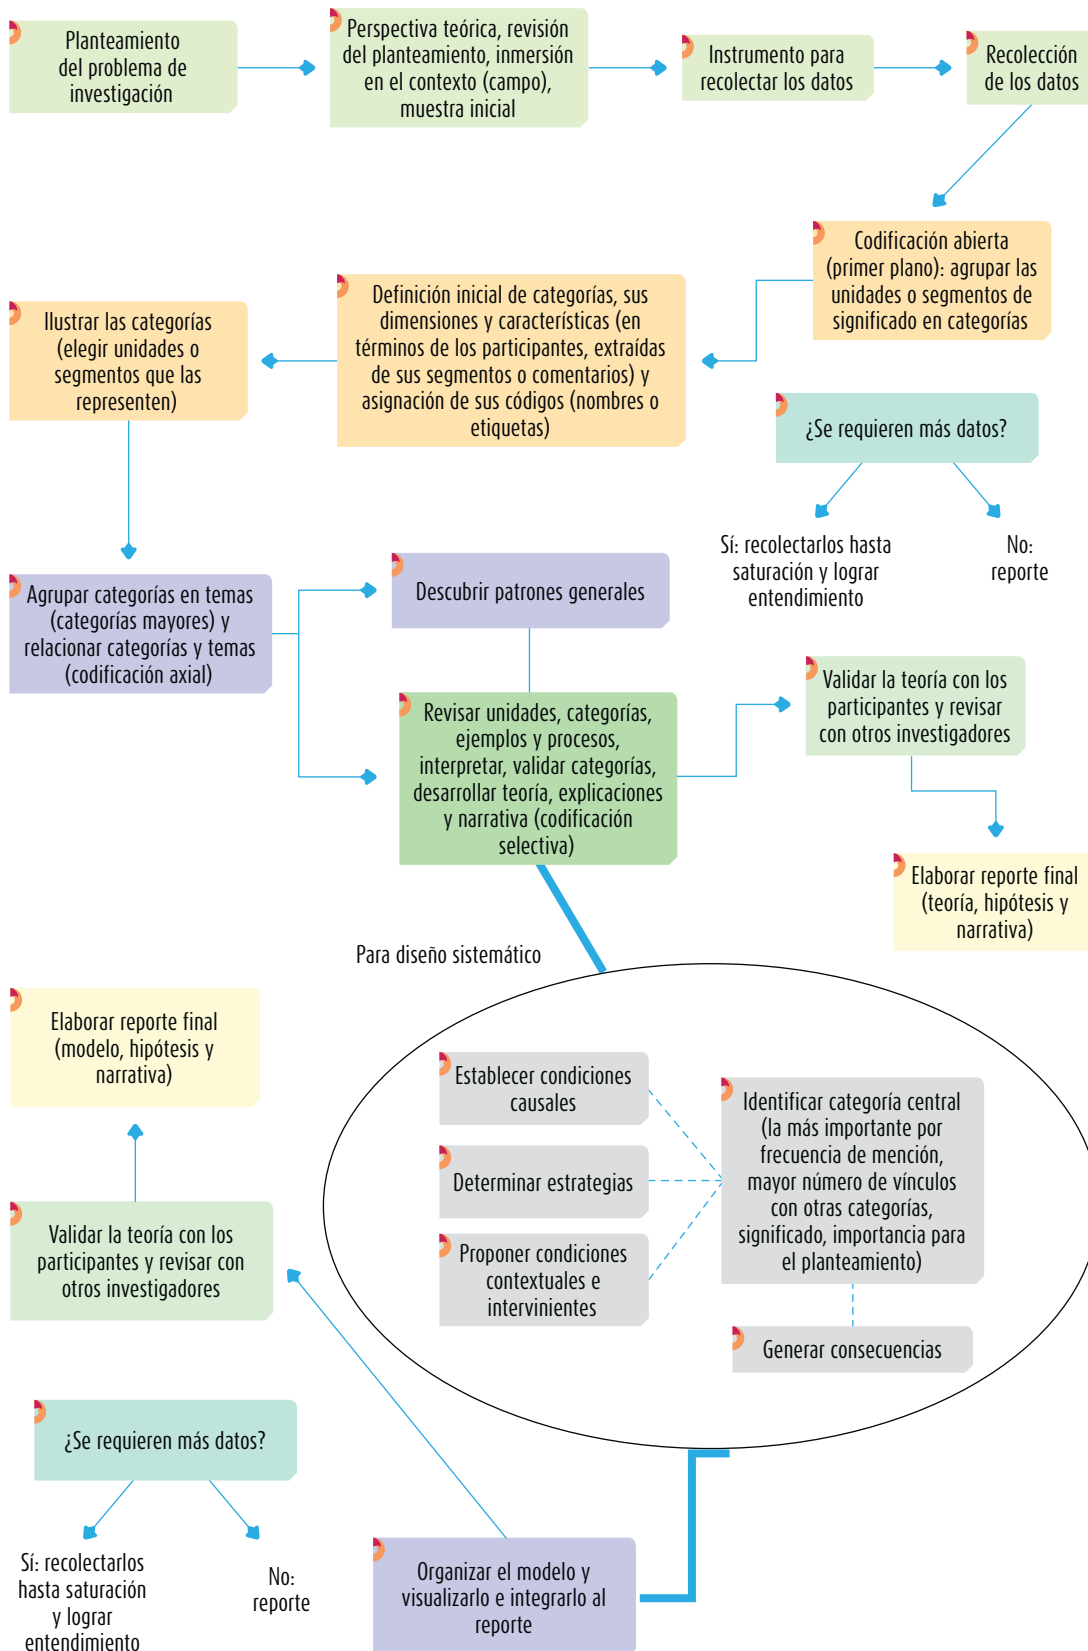 Planteamiento
del problema de
investigación
Perspectiva teórica, revisión
del planteamiento, inmersión
en el contexto (campo),
muestra inicial
Instrumento para
recolectar los datos
Recolección
de los datos
Codificación abierta
(primer plano): agrupar las
unidades o segmentos de
significado en categorías
Definición inicial de categorías, sus
dimensiones y características (en
términos de los participantes, extraídas
de sus segmentos o comentarios) y
asignación de sus códigos (nombres o
etiquetas)
Ilustrar las categorías
(elegir unidades o
segmentos que las
representen)
¿Se requieren más datos?
Sí: recolectarlos hasta
saturación y lograr
entendimiento
No:
reporte
Agrupar categorías en temas
(categorías mayores) y
relacionar categorías y temas
(codificación axial)
Descubrir patrones generales
Revisar unidades, categorías,
ejemplos y procesos,
interpretar, validar categorías,
desarrollar teoría, explicaciones
y narrativa (codificación
selectiva)
Validar la teoría con los
participantes y revisar
con otros investigadores
Elaborar reporte final
(teoría, hipótesis y
narrativa)
Para diseño sistemático
Establecer condiciones
causales
Determinar estrategias
Proponer condiciones
contextuales e
intervinientes
Identificar categoría central
(la más importante por
frecuencia de mención,
mayor número de vínculos
con otras categorías,
significado, importancia para
el planteamiento)
Generar consecuencias
Elaborar reporte final
(modelo, hipótesis y
narrativa)
Validar la teoría con los
participantes y revisar con
otros investigadores
¿Se requieren más datos?
Sí: recolectarlos
hasta saturación
y lograr
entendimiento
No:
reporte
Organizar el modelo y
visualizarlo e integrarlo al
reporte